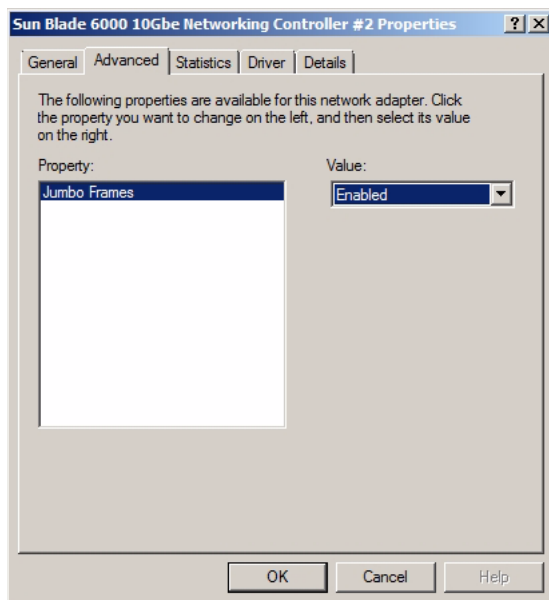 Sun Blade 6000 10Gbe Networking Controller #2 Properties
General Advanced Statistics Driver Details
The following properties are available for this network adapter. Click
the property you want to change on the left, and then select its value
on the right.
Property: Value:
Jumbo Frames Enabled
OK Cancel Help